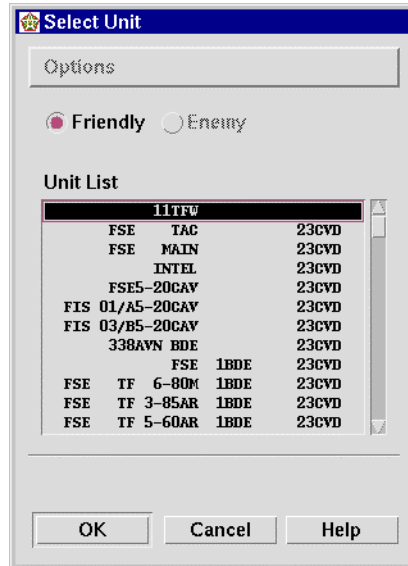 Select Unit
Options
Friendly Enemy
Unit List
11TFW
FSE TAC 23CVD
FSE MAIN 23CVD
INTEL 23CVD
FSE5-20CAV 23CVD
FIS 01/A5-20CAV 23CVD
FIS 03/B5-20CAV 23CVD
338AVN BDE 23CVD
FSE 1BDE 23CVD
FSE TF 6-80M 1BDE 23CVD
FSE TF 3-85AR 1BDE 23CVD
FSE TF 5-60AR 1BDE 23CVD
OK Cancel Help